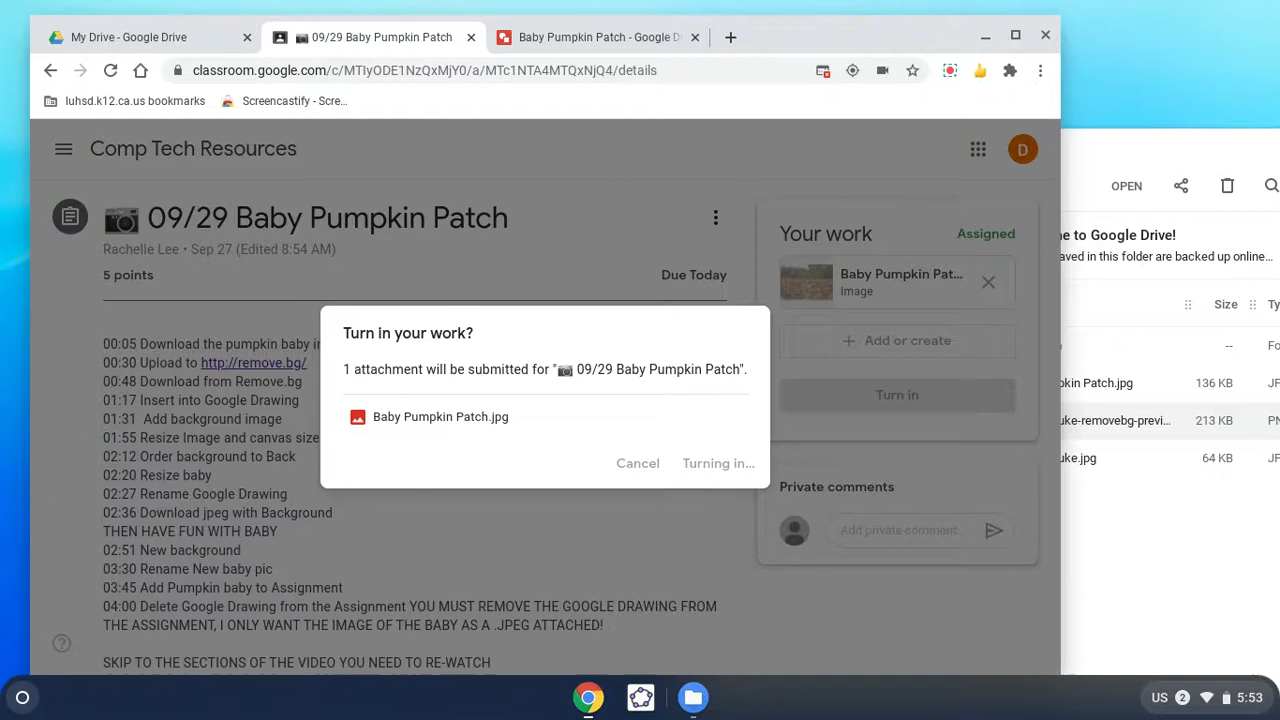 My Drive - Google Drive
09/29 Baby Pumpkin Patch
Baby Pumpkin Patch - Google D
classroom.google.com/c/MTIyODE1NzQxMjY0/a/MTc1NTA4MTQxNjQ4/details
luhsd.k12.ca.us bookmarks
Screencastify - Scre...
Comp Tech Resources
D
09/29 Baby Pumpkin Patch
Rachelle Lee • Sep 27 (Edited 8:54 AM)
5 points
Due Today
00:05 Download the pumpkin baby i
00:30 Upload to http://remove.bg/
00:48 Download from Remove.bg
01:17 Insert into Google Drawing
01:31 Add background image
01:55 Resize Image and canvas size
02:12 Order background to Back
02:20 Resize baby
02:27 Rename Google Drawing
02:36 Download jpeg with Background
THEN HAVE FUN WITH BABY
02:51 New background
03:30 Rename New baby pic
03:45 Add Pumpkin baby to Assignment
04:00 Delete Google Drawing from the Assignment YOU MUST REMOVE THE GOOGLE DRAWING FROM
THE ASSIGNMENT, I ONLY WANT THE IMAGE OF THE BABY AS A .JPEG ATTACHED!
SKIP TO THE SECTIONS OF THE VIDEO YOU NEED TO RE-WATCH
Turn in your work?
1 attachment will be submitted for "📷 09/29 Baby Pumpkin Patch".
Baby Pumpkin Patch.jpg
Cancel
Turning in...
Your work
Assigned
Baby Pumpkin Pat...
Image
Add or create
Turn in
Private comments
Add private comment...
OPEN
e to Google Drive!
aved in this folder are backed up online...
Size
Ty
--
Fo
kin Patch.jpg
136 KB
JP
uke-removebg-previ...
213 KB
PN
uke.jpg
64 KB
JP
US
2
5:53